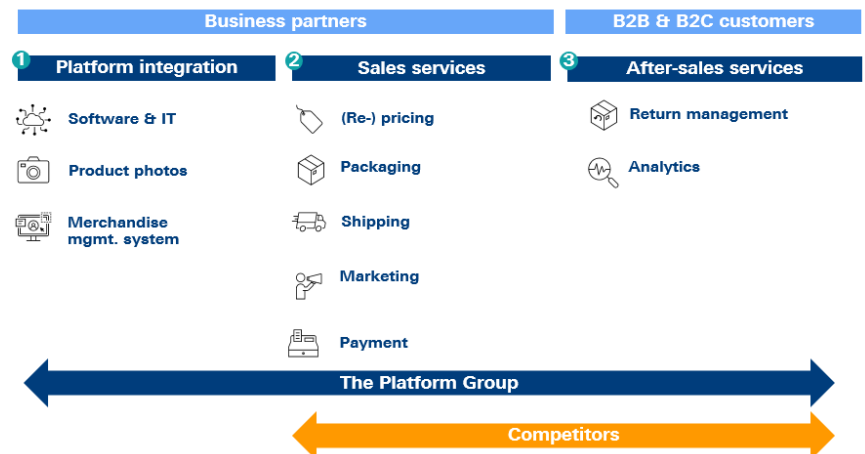 Business partners
B2B & B2C customers
1 Platform integration
2 Sales services
3 After-sales services
Software & IT
Product photos
Merchandise
mgmt. system
(Re-) pricing
Packaging
Shipping
Marketing
Payment
Return management
Analytics
The Platform Group
Competitors